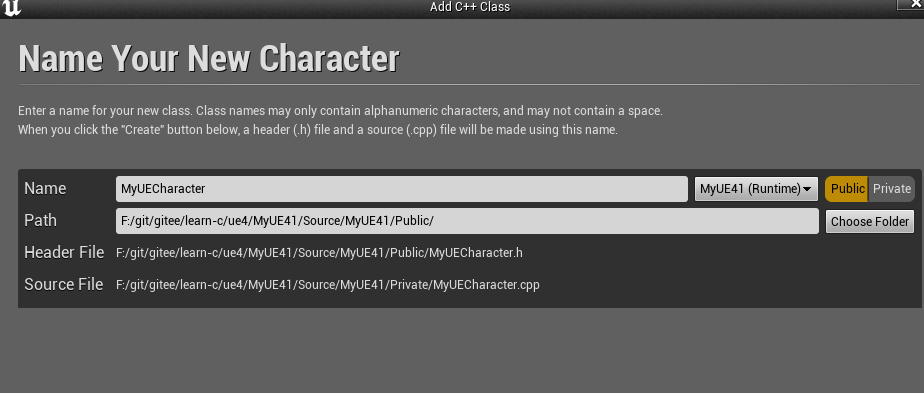 Add C++ Class
Name Your New Character
Enter a name for your new class. Class names may only contain alphanumeric characters, and may not contain a space.
When you click the "Create" button below, a header (.h) file and a source (.cpp) file will be made using this name.
Name MyUECharacter MyUE41 (Runtime) Public Private
Path F:/git/gitee/learn-c/ue4/MyUE41/Source/MyUE41/Public/ Choose Folder
Header File F:/git/gitee/learn-c/ue4/MyUE41/Source/MyUE41/Public/MyUECharacter.h
Source File F:/git/gitee/learn-c/ue4/MyUE41/Source/MyUE41/Private/MyUECharacter.cpp